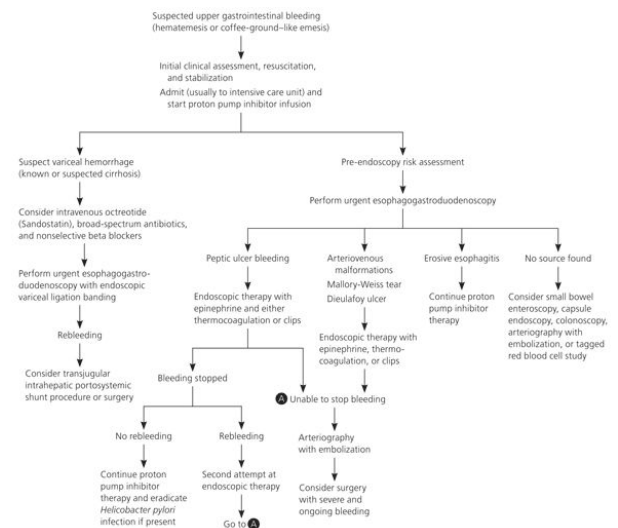 Suspected upper gastrointestinal bleeding
(hematemesis or coffee-ground–like emesis)
Initial clinical assessment, resuscitation,
and stabilization
Admit (usually to intensive care unit) and
start proton pump inhibitor infusion
Suspect variceal hemorrhage
(known or suspected cirrhosis)
Pre-endoscopy risk assessment
Consider intravenous octreotide
(Sandostatin), broad-spectrum antibiotics,
and nonselective beta blockers
Perform urgent esophagogastroduodenoscopy
Perform urgent esophagogastro-
duodenoscopy with endoscopic
variceal ligation banding
Rebleeding
Consider transjugular
intrahepatic portosystemic
shunt procedure or surgery
Peptic ulcer bleeding
Endoscopic therapy with
epinephrine and either
thermocoagulation or clips
Arteriovenous
malformations
Mallory-Weiss tear
Dieulafoy ulcer
Endoscopic therapy with
epinephrine, thermo-
coagulation, or clips
Erosive esophagitis
Continue proton
pump inhibitor
therapy
No source found
Consider small bowel
enteroscopy, capsule
endoscopy, colonoscopy,
arteriography with
embolization, or tagged
red blood cell study
Bleeding stopped
A Unable to stop bleeding
No rebleeding
Continue proton
pump inhibitor
therapy and eradicate
Helicobacter pylori
infection if present
Rebleeding
Second attempt at
endoscopic therapy
Go to A
Arteriography
with embolization
Consider surgery
with severe and
ongoing bleeding